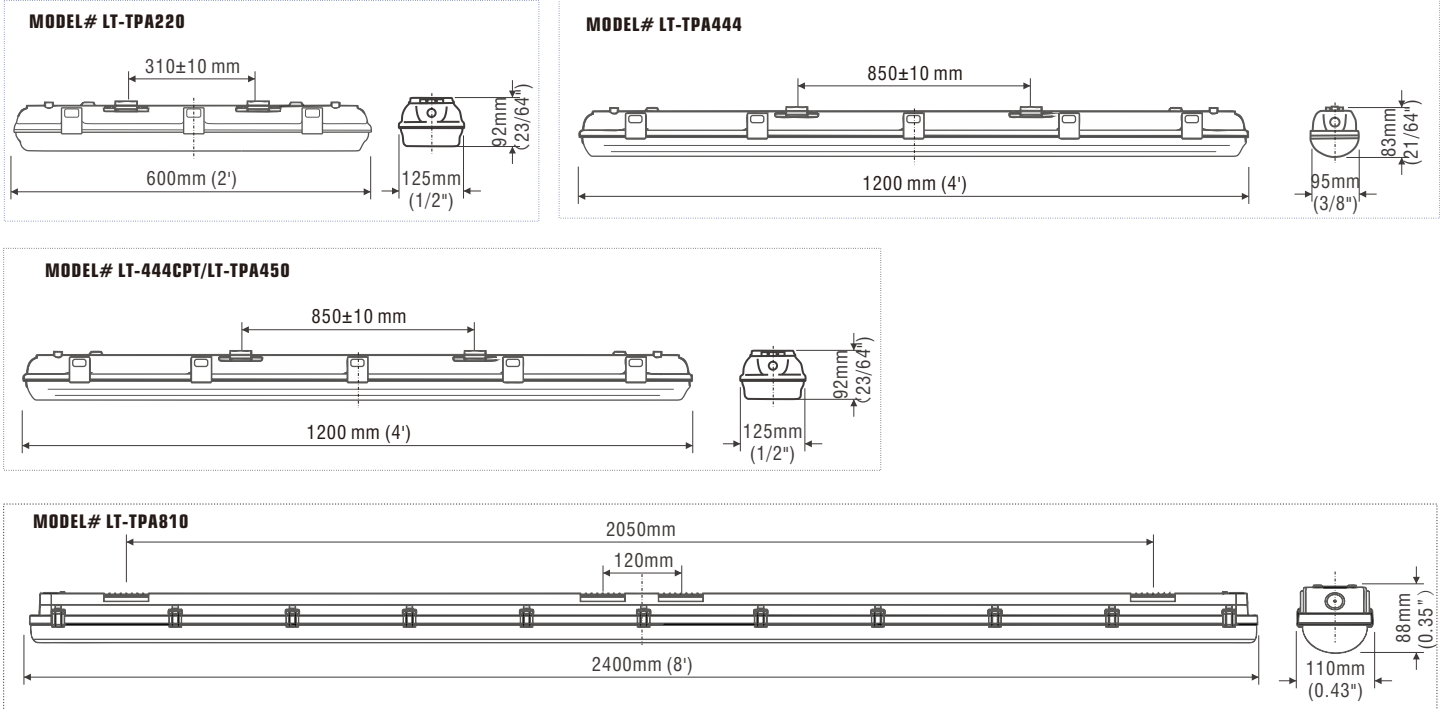 MODEL# LT-TPA220
310±10 mm
92mm
(23/64")
600mm (2')
125mm
(1/2")
MODEL# LT-TPA444
850±10 mm
83mm
(21/64")
1200 mm (4')
95mm
(3/8")
MODEL# LT-444CPT/LT-TPA450
850±10 mm
92mm
(23/64")
1200 mm (4')
125mm
(1/2")
MODEL# LT-TPA810
2050mm
120mm
88mm
(0.35")
2400mm (8')
110mm
(0.43")